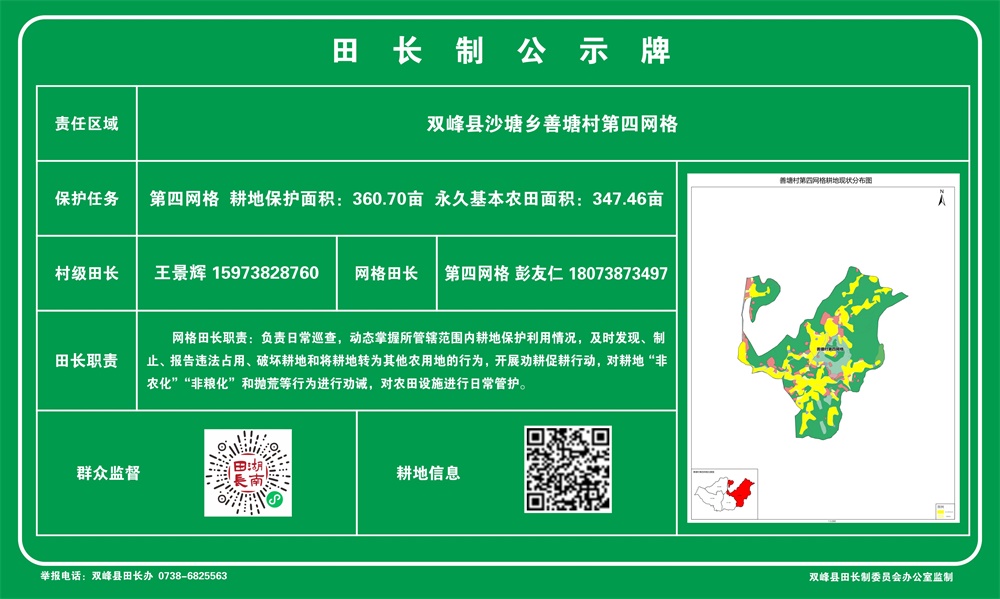 田长制公示牌
责任区域
双峰县沙塘乡善塘村第四网格
保护任务
第四网格 耕地保护面积：360.70亩 永久基本农田面积：347.46亩
善塘村第四网格耕地现状分布图
N
村级田长
王景辉 15973828760
网格田长
第四网格 彭友仁 18073873497
田长职责
网格田长职责：负责日常巡查，动态掌握所管辖范围内耕地保护利用情况，及时发现、制
止、报告违法占用、破坏耕地和将耕地转为其他农用地的行为，开展劝耕促耕行动，对耕地“非
农化”“非粮化”和抛荒等行为进行劝诫，对农田设施进行日常管护。
群众监督
湖南田長
耕地信息
举报电话：双峰县田长办 0738-6825563
双峰县田长制委员会办公室监制